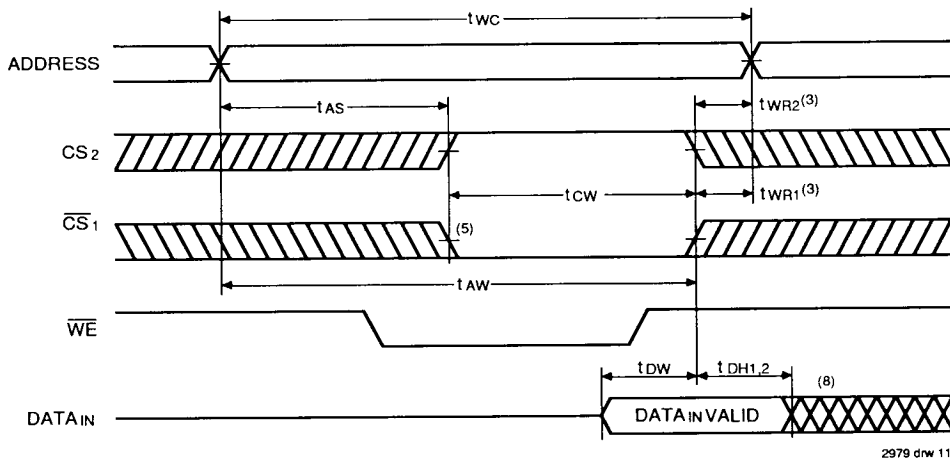 tWC
ADDRESS
tAS
tWR2(3)
CS2
tCW
tWR1(3)
CS1
(5)
tAW
WE
tDW
tDH1,2
(8)
DATAIN
DATAIN VALID
2979 drw 11